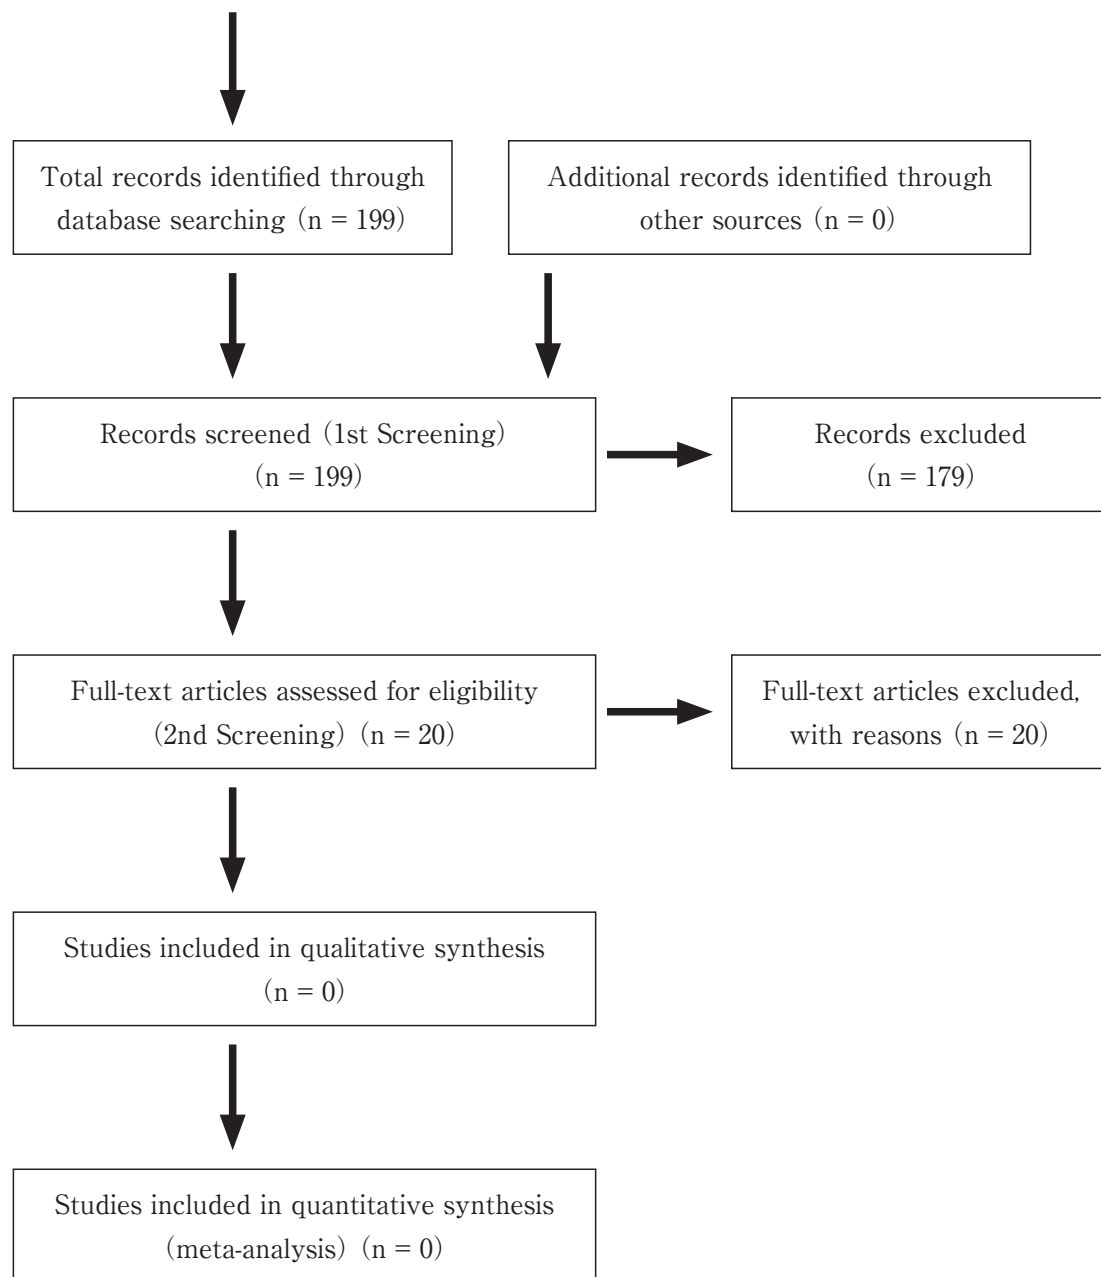 Total records identified through
database searching (n = 199)
Additional records identified through
other sources (n = 0)
Records screened (1st Screening)
(n = 199)
Records excluded
(n = 179)
Full-text articles assessed for eligibility
(2nd Screening) (n = 20)
Full-text articles excluded,
with reasons (n = 20)
Studies included in qualitative synthesis
(n = 0)
Studies included in quantitative synthesis
(meta-analysis) (n = 0)